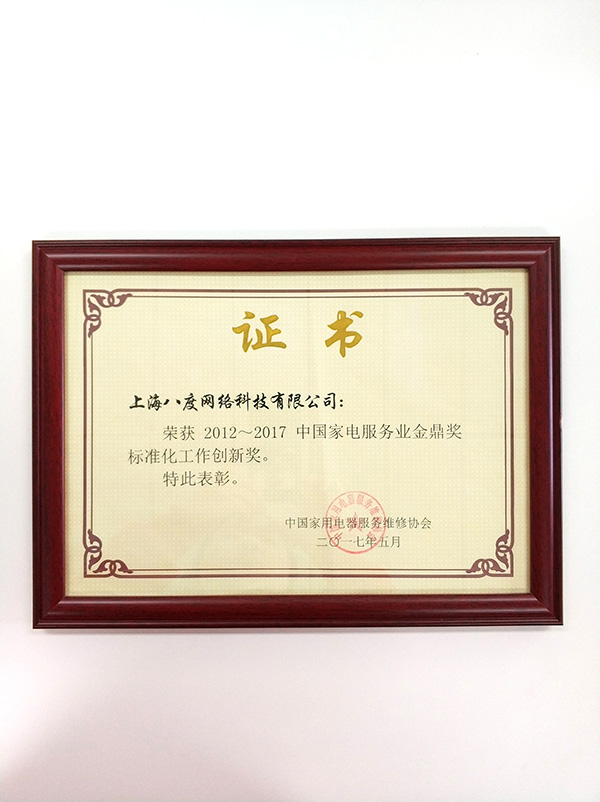 证书
上海八度网络科技有限公司：
荣获 2012～2017 中国家电服务业金鼎奖
标准化工作创新奖。
特此表彰。
中国家用电器服务维修协会
二〇一七年五月